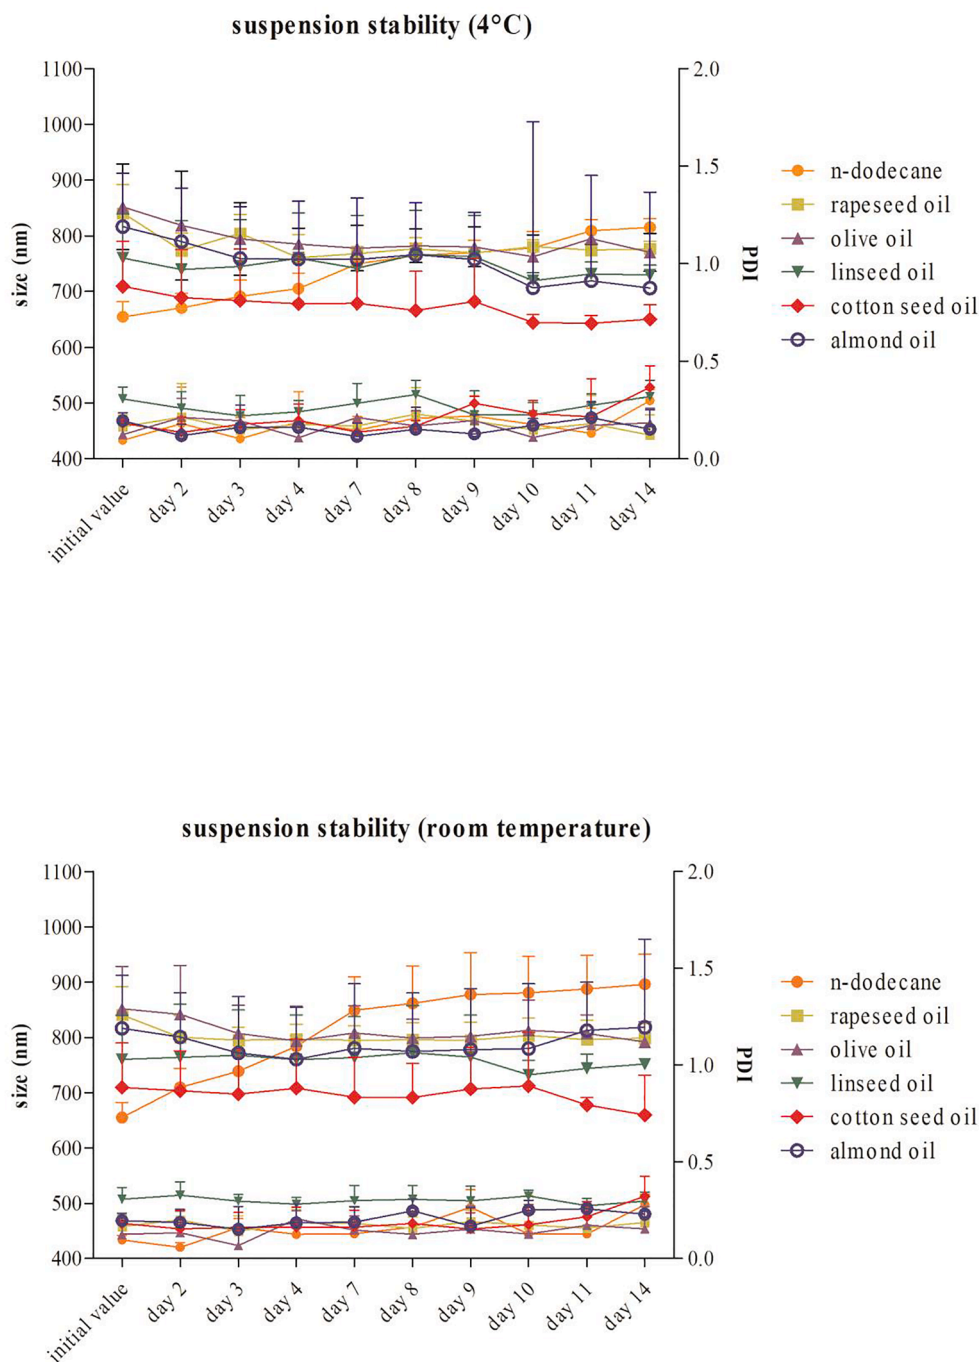 suspension stability (4°C)
1100
1000
900
800
700
600
500
400
size (nm)
2.0
1.5
1.0
0.5
0.0
PDI
initial value
day 2
day 3
day 4
day 7
day 8
day 9
day 10
day 11
day 14
n-dodecane
rapeseed oil
olive oil
linseed oil
cotton seed oil
almond oil
suspension stability (room temperature)
1100
1000
900
800
700
600
500
400
size (nm)
2.0
1.5
1.0
0.5
0.0
PDI
initial value
day 2
day 3
day 4
day 7
day 8
day 9
day 10
day 11
day 14
n-dodecane
rapeseed oil
olive oil
linseed oil
cotton seed oil
almond oil